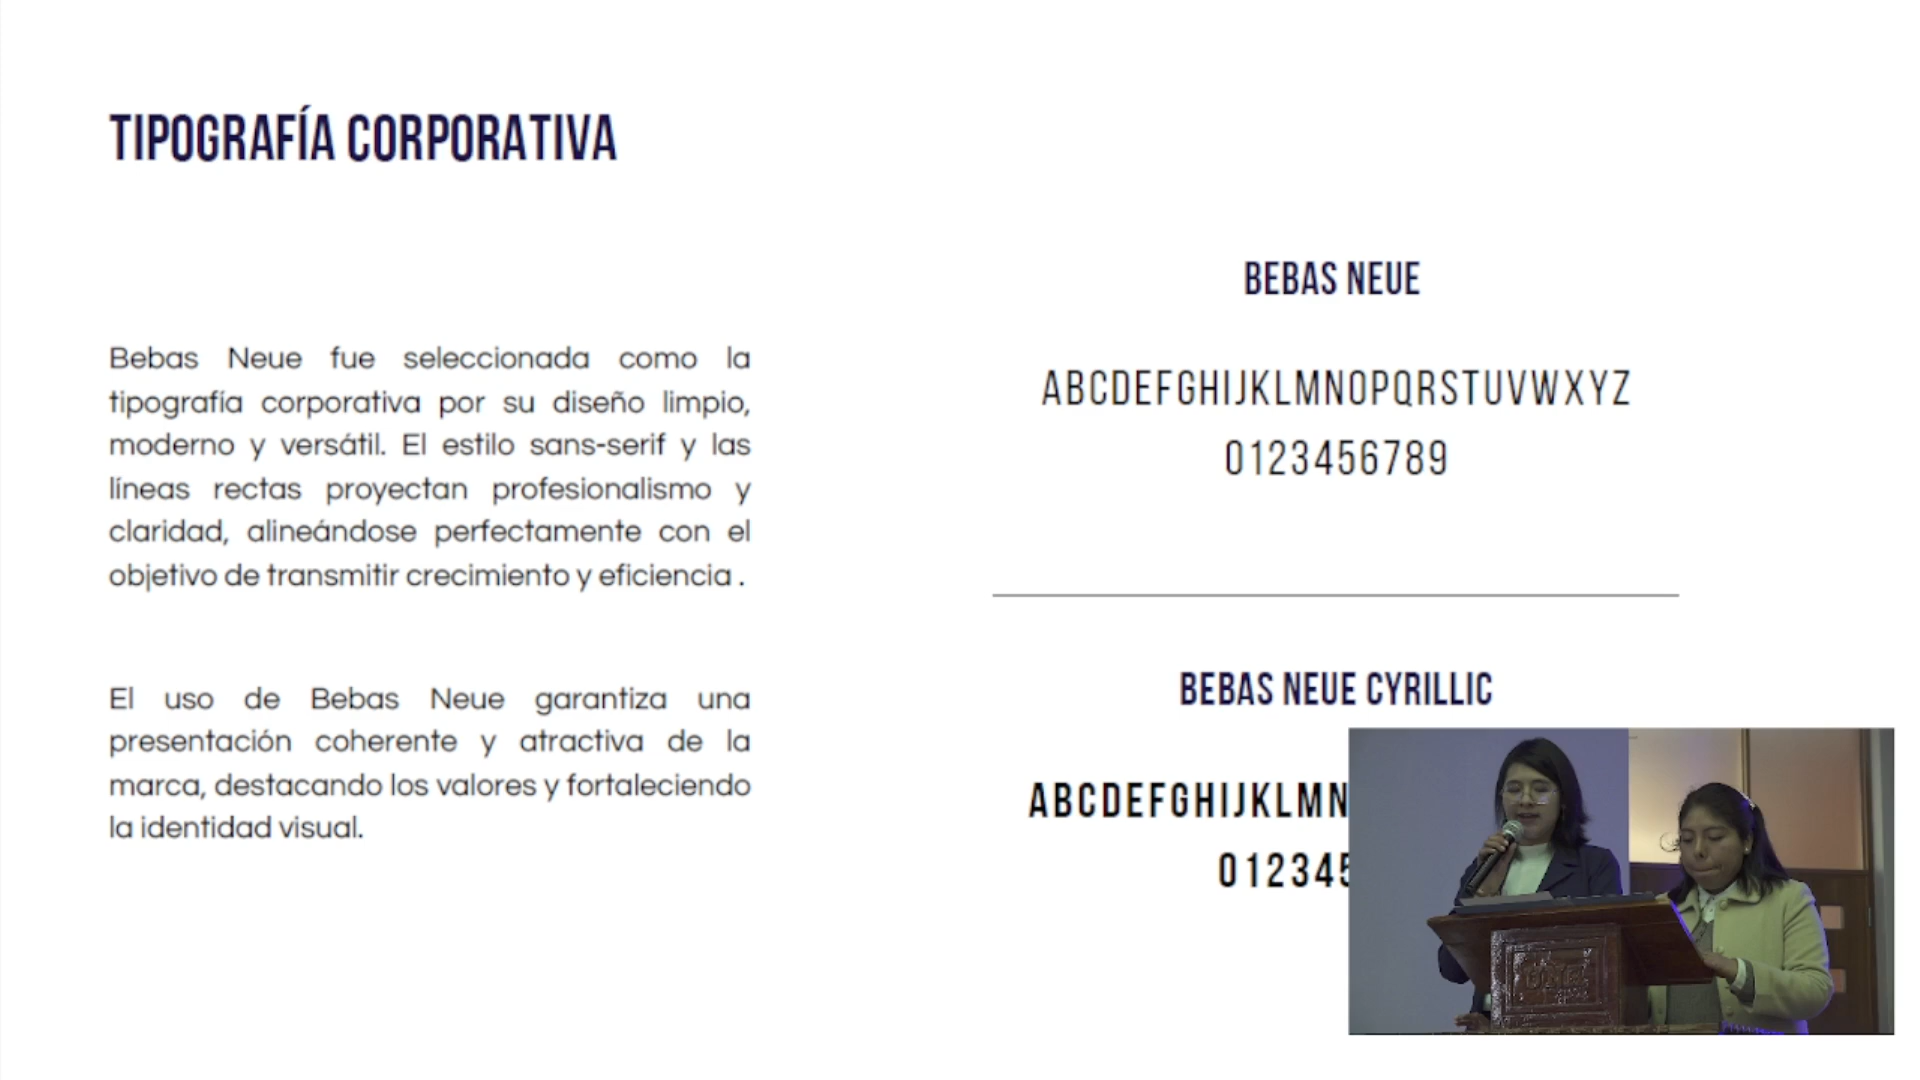 TIPOGRAFÍA CORPORATIVA
Bebas Neue fue seleccionada como la
tipografía corporativa por su diseño limpio,
moderno y versátil. El estilo sans-serif y las
líneas rectas proyectan profesionalismo y
claridad, alineándose perfectamente con el
objetivo de transmitir crecimiento y eficiencia .
El uso de Bebas Neue garantiza una
presentación coherente y atractiva de la
marca, destacando los valores y fortaleciendo
la identidad visual.
BEBAS NEUE
ABCDEFGHIJKLMNOPQRSTUVWXYZ
0123456789
BEBAS NEUE CYRILLIC
ABCDEFGHIJKLMN
012345